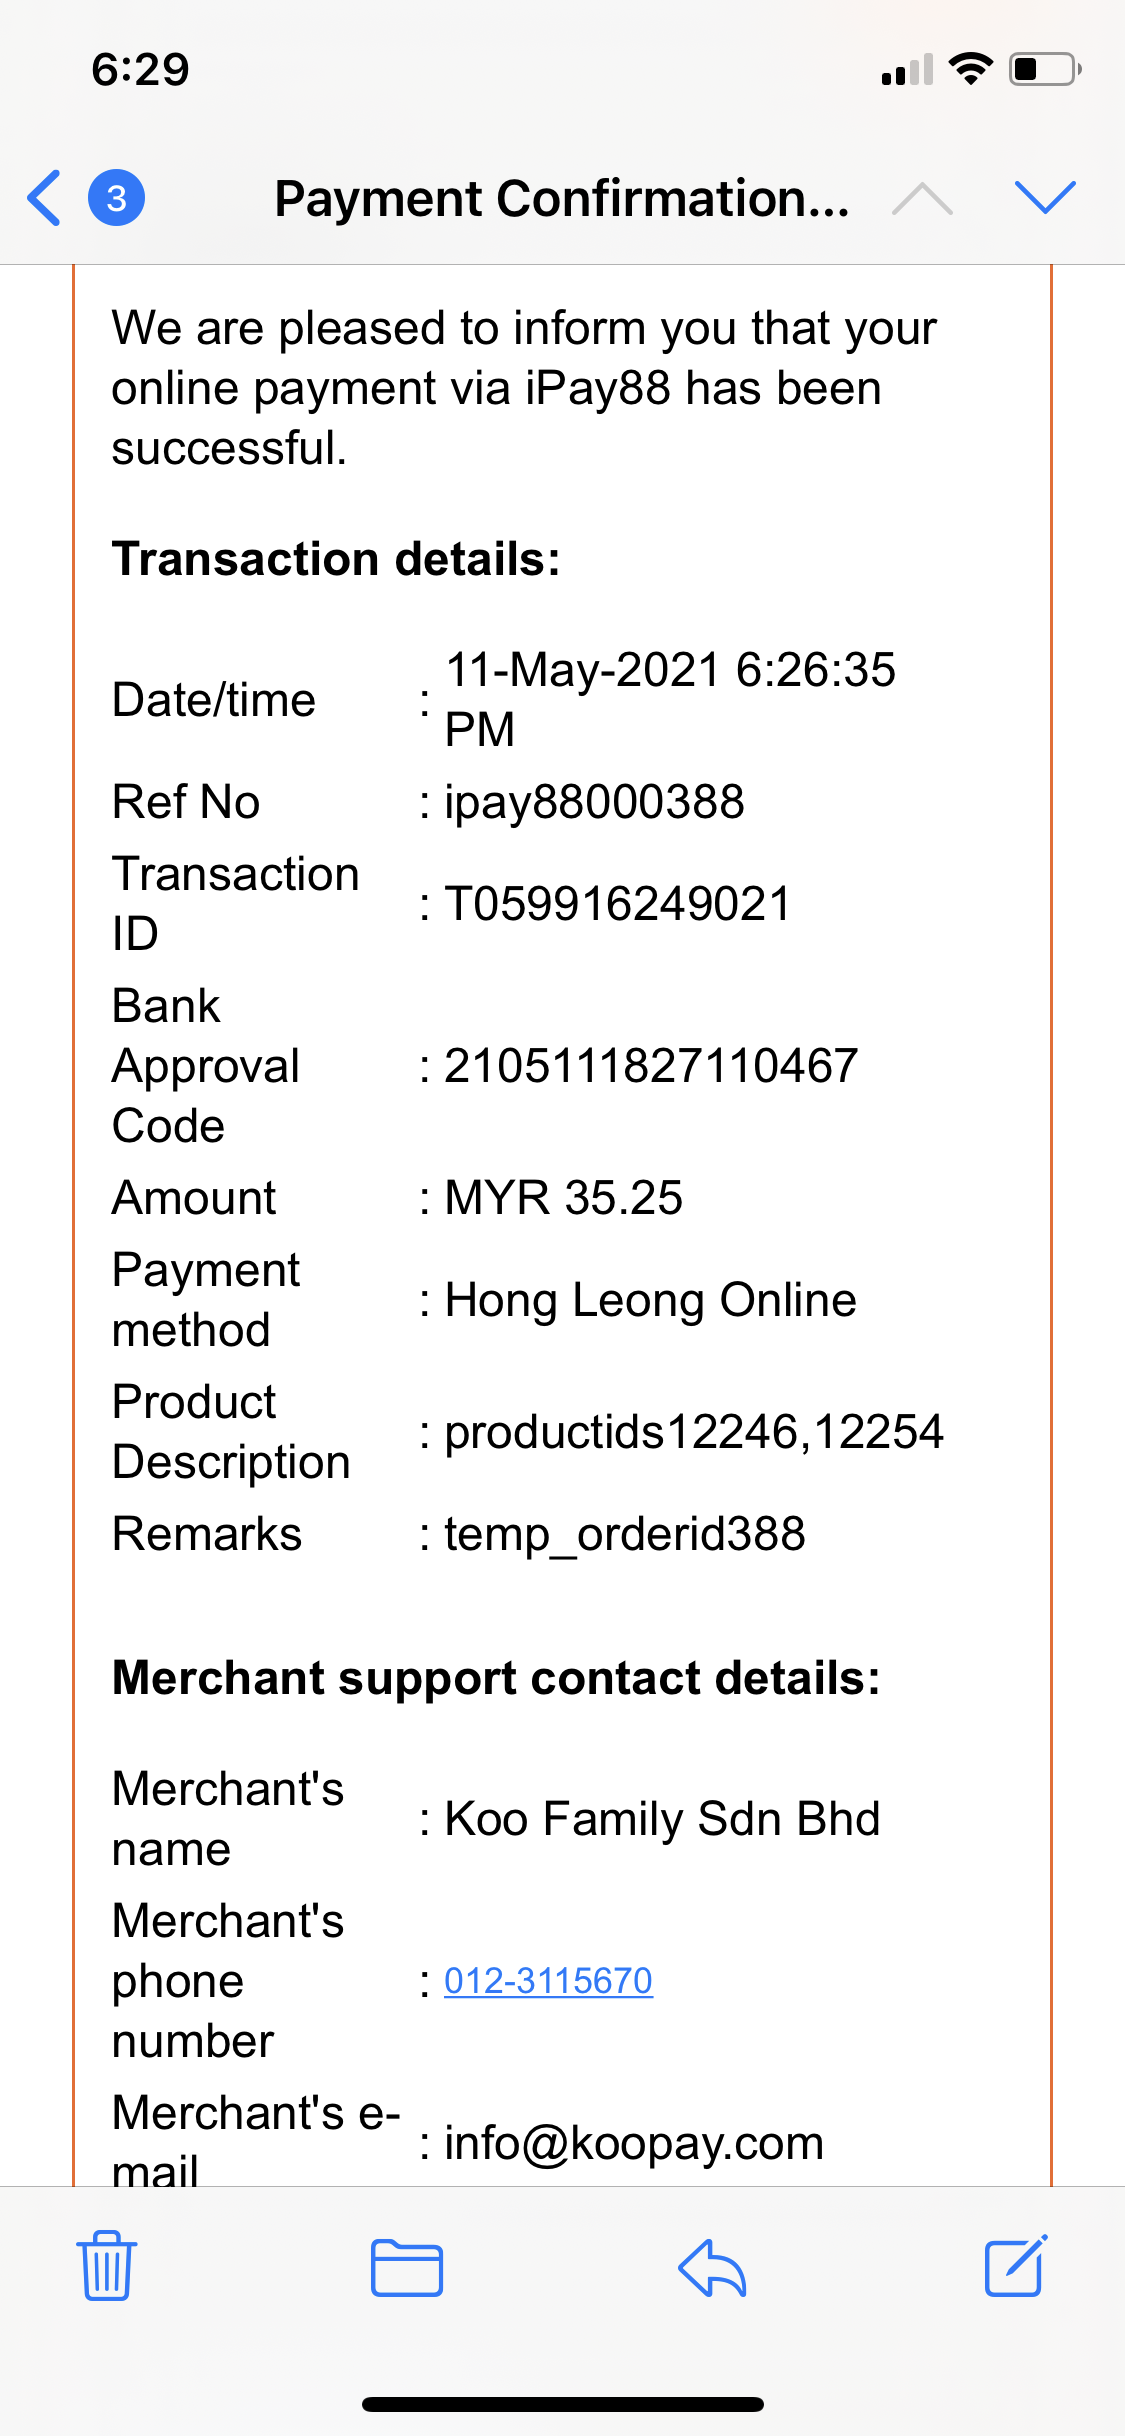 6:29
3
Payment Confirmation...
We are pleased to inform you that your
online payment via iPay88 has been
successful.
Transaction details:
Date/time : 11-May-2021 6:26:35
PM
Ref No : ipay88000388
Transaction
ID : T059916249021
Bank
Approval : 2105111827110467
Code
Amount : MYR 35.25
Payment
method : Hong Leong Online
Product
Description : productids12246,12254
Remarks : temp_orderid388
Merchant support contact details:
Merchant's
name : Koo Family Sdn Bhd
Merchant's
phone : 012-3115670
number
Merchant's e-
mail : info@koopay.com